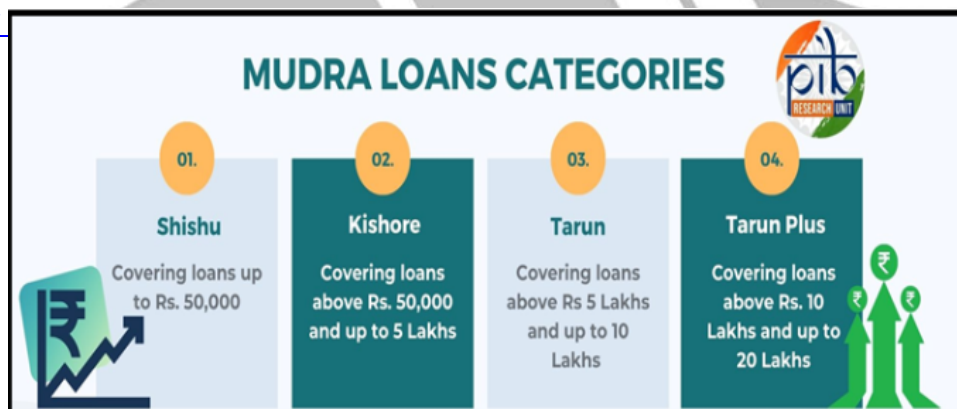 MUDRA LOANS CATEGORIES
pib
RESEARCH UNIT
01.
Shishu
Covering loans up
to Rs. 50,000
02.
Kishore
Covering loans
above Rs. 50,000
and up to 5 Lakhs
03.
Tarun
Covering loans
above Rs 5 Lakhs
and up to 10
Lakhs
04.
Tarun Plus
Covering loans
above Rs. 10
Lakhs and up to
20 Lakhs
₹
₹
₹
₹